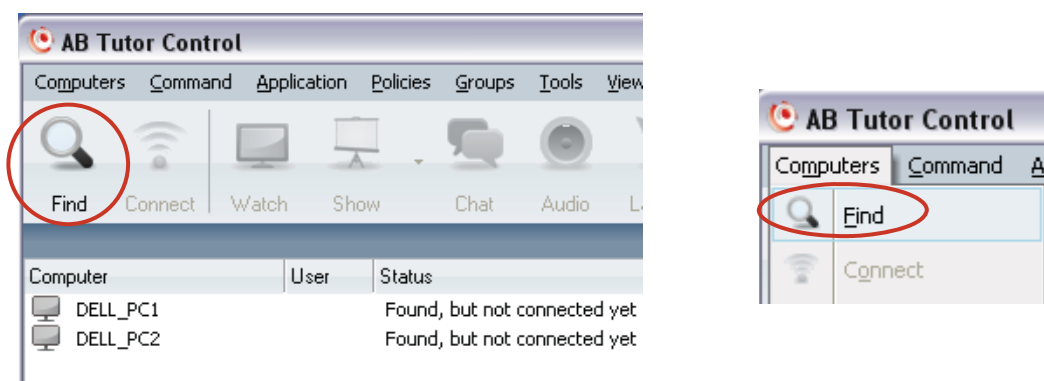 AB Tutor Control
Computers Command Application Policies Groups Tools View
Find Connect Watch Show Chat Audio
Computer User Status
DELL_PC1 Found, but not connected yet
DELL_PC2 Found, but not connected yet
AB Tutor Control
Computers Command
Find
Connect